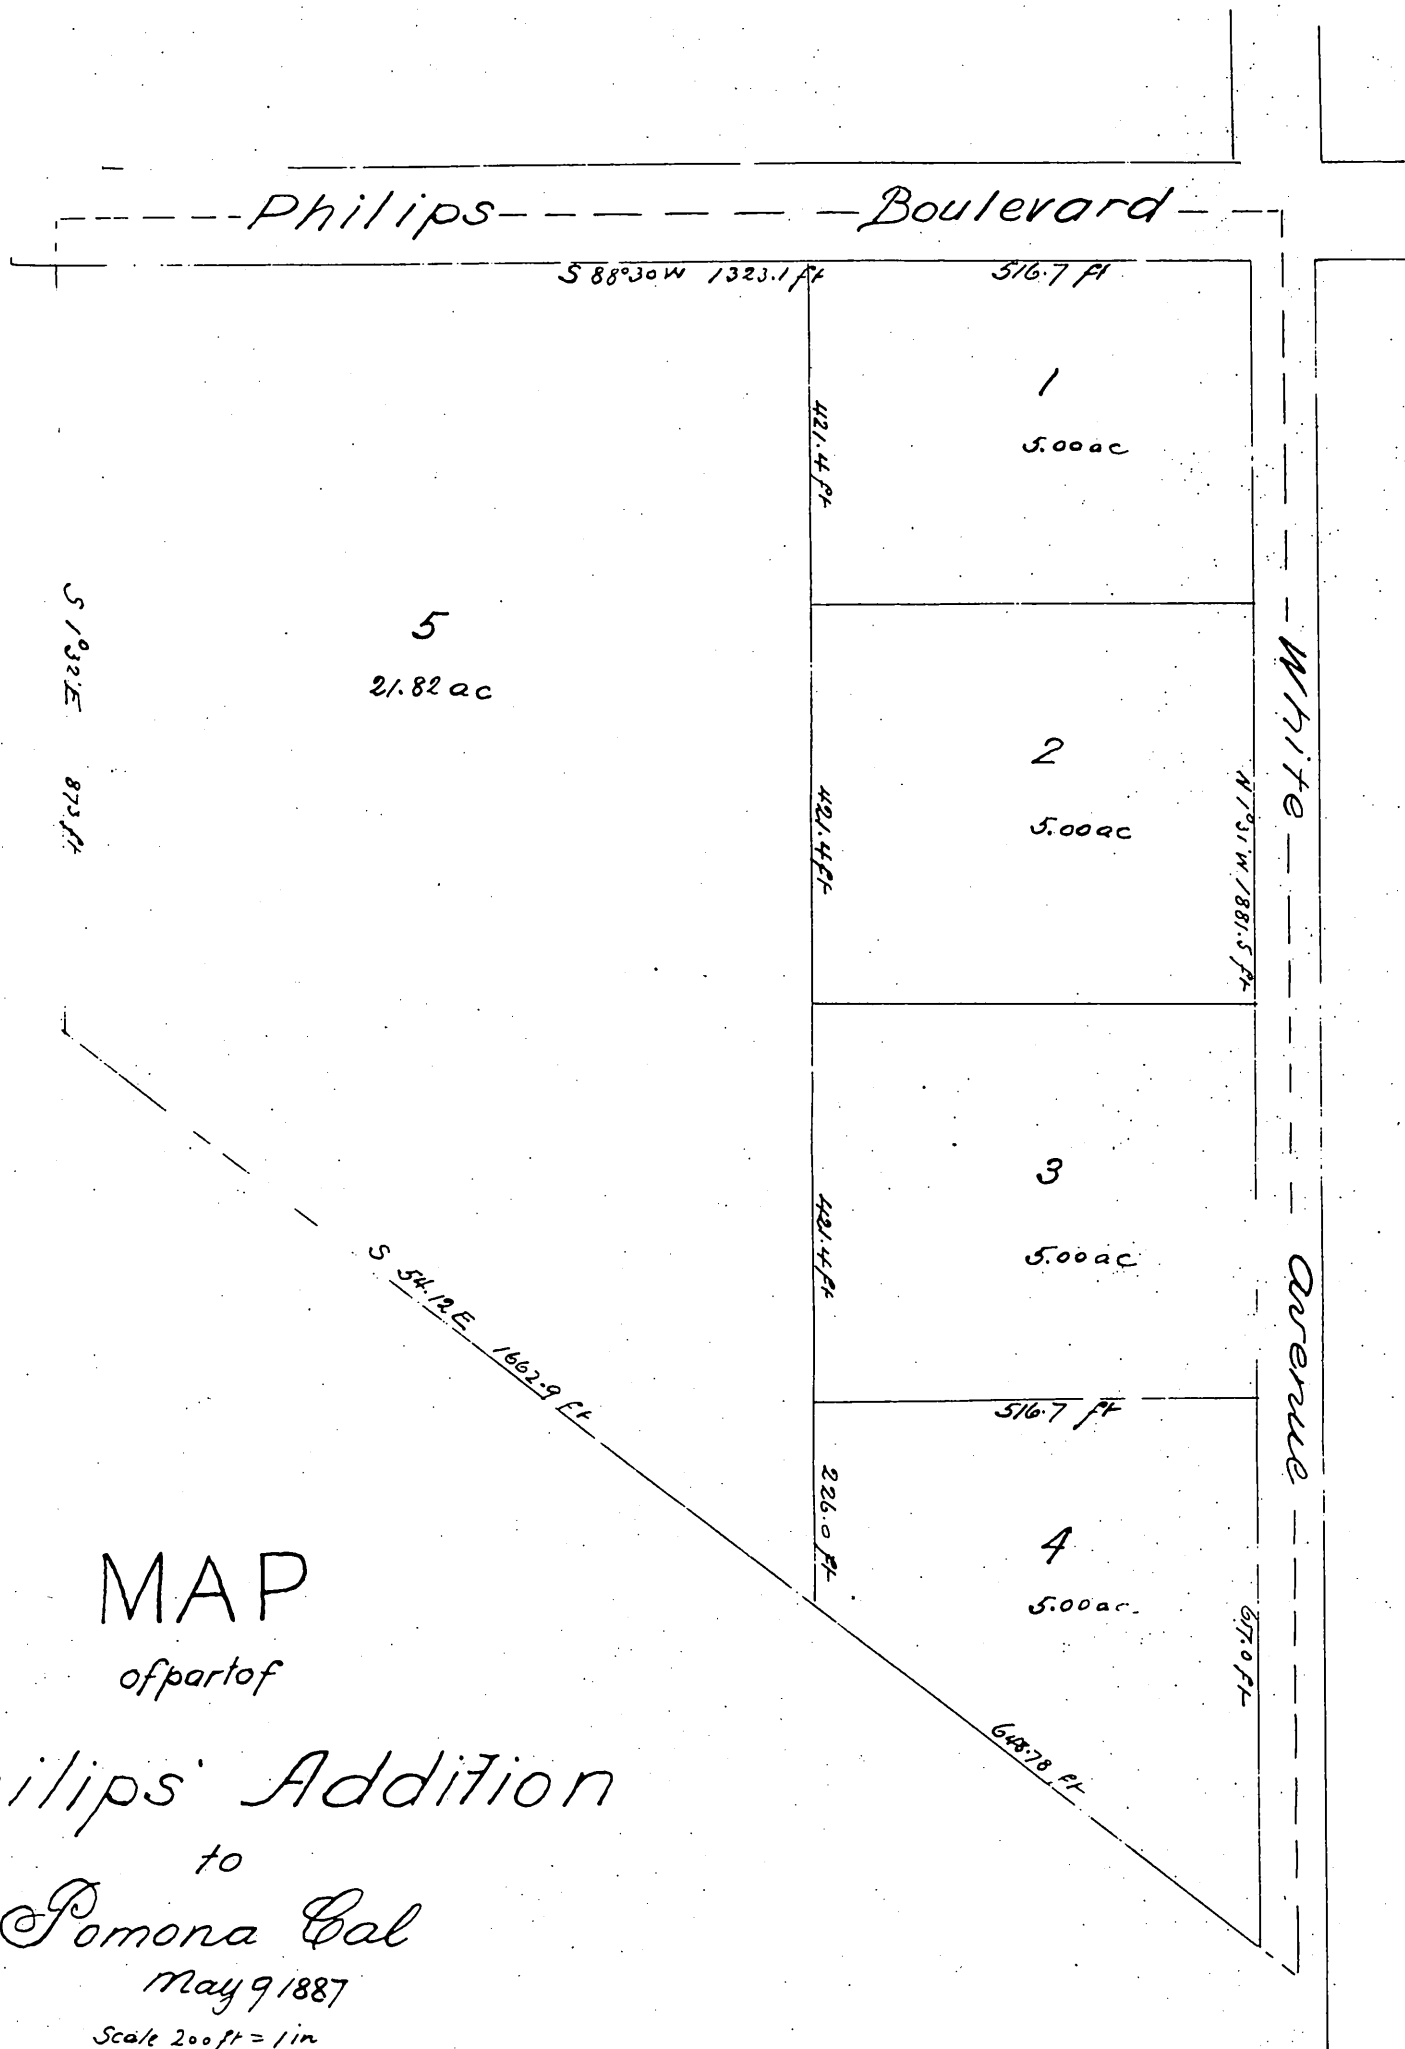 Philips Boulevard
S 88°30 W 1323.1 ft
516.7 ft
1
5.00 ac
421.4 ft
5
21.82 ac
S 1°32'E 873 ft
2
5.00 ac
421.4 ft
N 1°31' W 1881.5 ft
White Avenue
3
5.00 ac
421.4 ft
516.7 ft
S 54.12 E 1662.9 ft
226.0 ft
4
5.00 ac.
617.0 ft
648.78 ft
MAP
of part of
ilips' Addition
to
Pomona Cal
May 9 1887
Scale 200 ft = 1 in